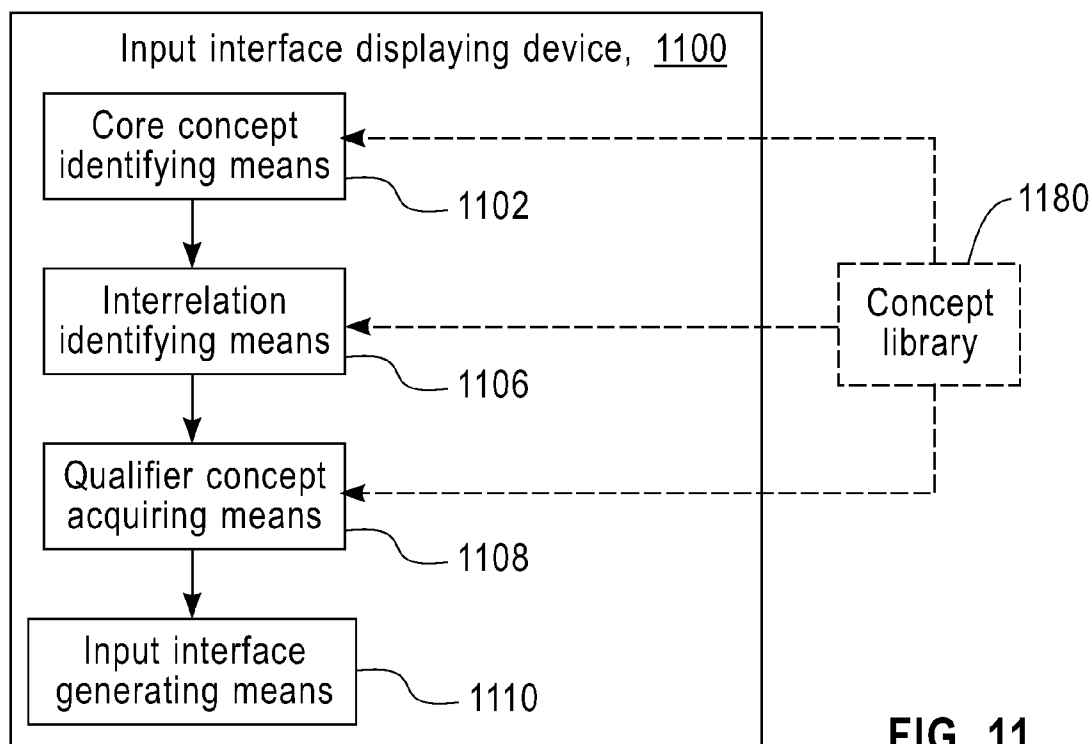 Input interface displaying device, 1100
Core concept
identifying means
1102
1180
Interrelation
identifying means
1106
Concept
library
Qualifier concept
acquiring means
1108
Input interface
generating means
1110
FIG. 11